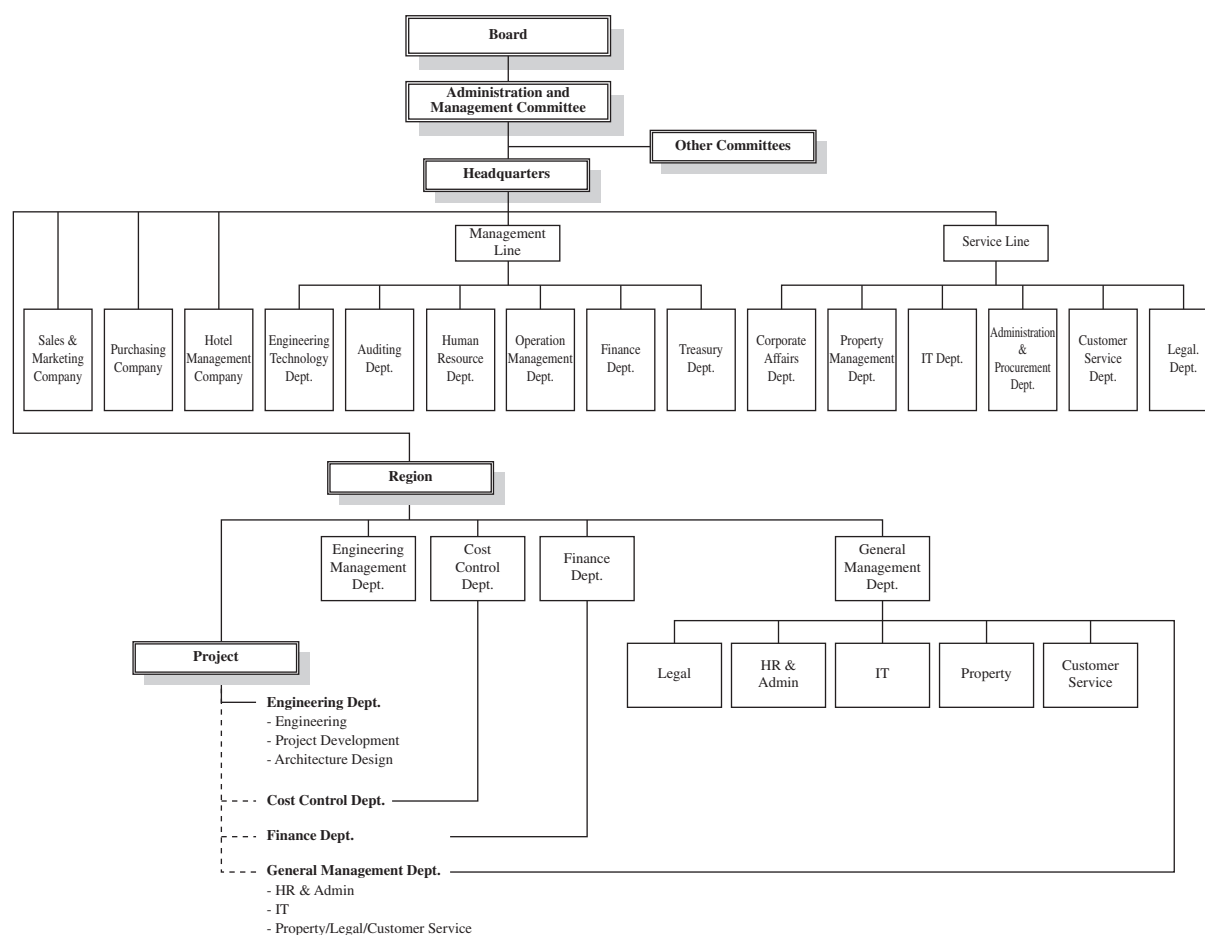 Board
Administration and
Management Committee
Other Committees
Headquarters
Management
Line
Service Line
Sales &
Marketing
Company
Purchasing
Company
Hotel
Management
Company
Engineering
Technology
Dept.
Auditing
Dept.
Human
Resource
Dept.
Operation
Management
Dept.
Finance
Dept.
Treasury
Dept.
Corporate
Affairs
Dept.
Property
Management
Dept.
IT Dept.
Administration
&
Procurement
Dept.
Customer
Service
Dept.
Legal.
Dept.
Region
Engineering
Management
Dept.
Cost
Control
Dept.
Finance
Dept.
General
Management
Dept.
Project
Legal
HR &
Admin
IT
Property
Customer
Service
Engineering Dept.
- Engineering
- Project Development
- Architecture Design
Cost Control Dept.
Finance Dept.
General Management Dept.
- HR & Admin
- IT
- Property/Legal/Customer Service